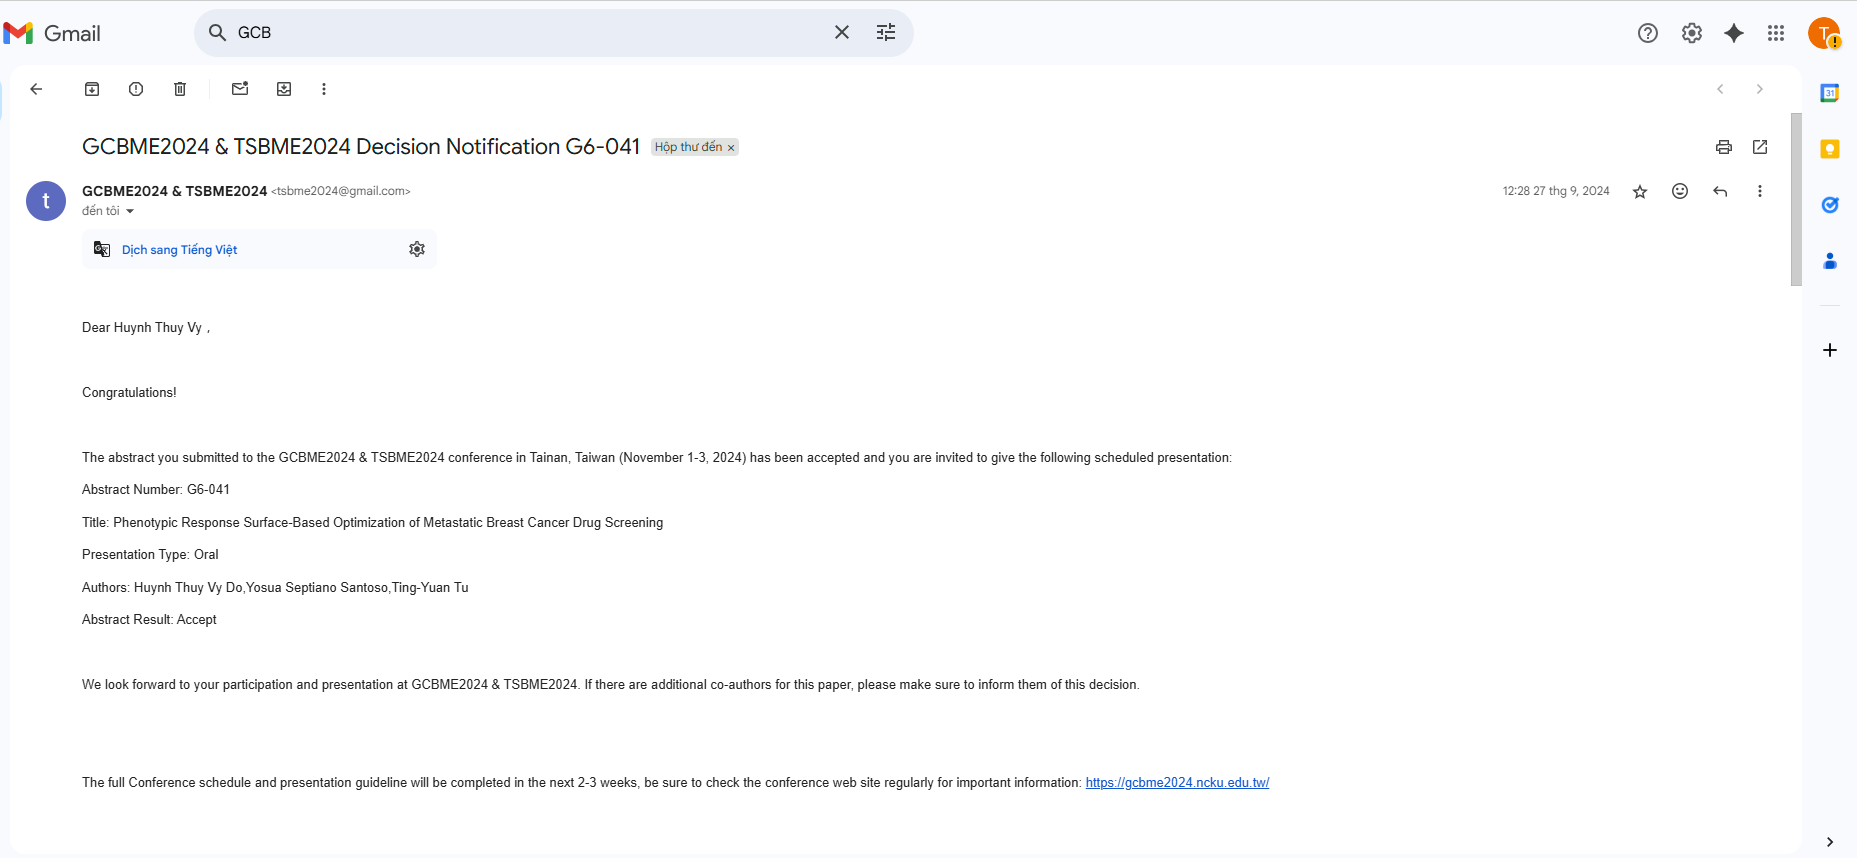 Gmail
GCB
GCBME2024 & TSBME2024 Decision Notification G6-041
Hộp thư đến ×
GCBME2024 & TSBME2024 <tsbme2024@gmail.com>
12:28 27 thg 9, 2024
đến tôi
Dịch sang Tiếng Việt
Dear Huynh Thuy Vy ,
Congratulations!
The abstract you submitted to the GCBME2024 & TSBME2024 conference in Tainan, Taiwan (November 1-3, 2024) has been accepted and you are invited to give the following scheduled presentation:
Abstract Number: G6-041
Title: Phenotypic Response Surface-Based Optimization of Metastatic Breast Cancer Drug Screening
Presentation Type: Oral
Authors: Huynh Thuy Vy Do,Yosua Septiano Santoso,Ting-Yuan Tu
Abstract Result: Accept
We look forward to your participation and presentation at GCBME2024 & TSBME2024. If there are additional co-authors for this paper, please make sure to inform them of this decision.
The full Conference schedule and presentation guideline will be completed in the next 2-3 weeks, be sure to check the conference web site regularly for important information: https://gcbme2024.ncku.edu.tw/
T
t
31